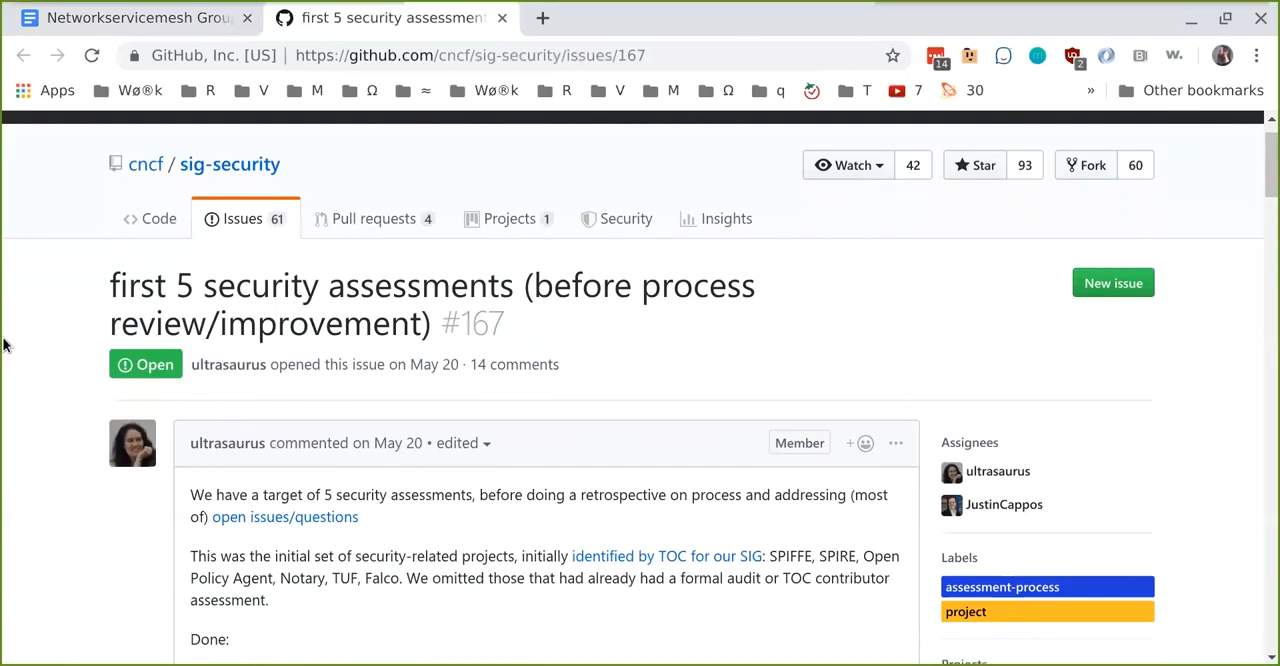 Networkservicemesh Grou
first 5 security assessment
GitHub, Inc. [US] | https://github.com/cncf/sig-security/issues/167
14
2
W.
Apps Wø®k R V M Ω ≈ Wø®k R V M Ω q T 7 30 » Other bookmarks
cncf / sig-security
Watch 42 Star 93 Fork 60
Code Issues 61 Pull requests 4 Projects 1 Security Insights
first 5 security assessments (before process
review/improvement) #167
New issue
Open ultrasaurus opened this issue on May 20 · 14 comments
ultrasaurus commented on May 20 • edited Member
We have a target of 5 security assessments, before doing a retrospective on process and addressing (most
of) open issues/questions
This was the initial set of security-related projects, initially identified by TOC for our SIG: SPIFFE, SPIRE, Open
Policy Agent, Notary, TUF, Falco. We omitted those that had already had a formal audit or TOC contributor
assessment.
Done:
Assignees
ultrasaurus
JustinCappos
Labels
assessment-process
project
Projects